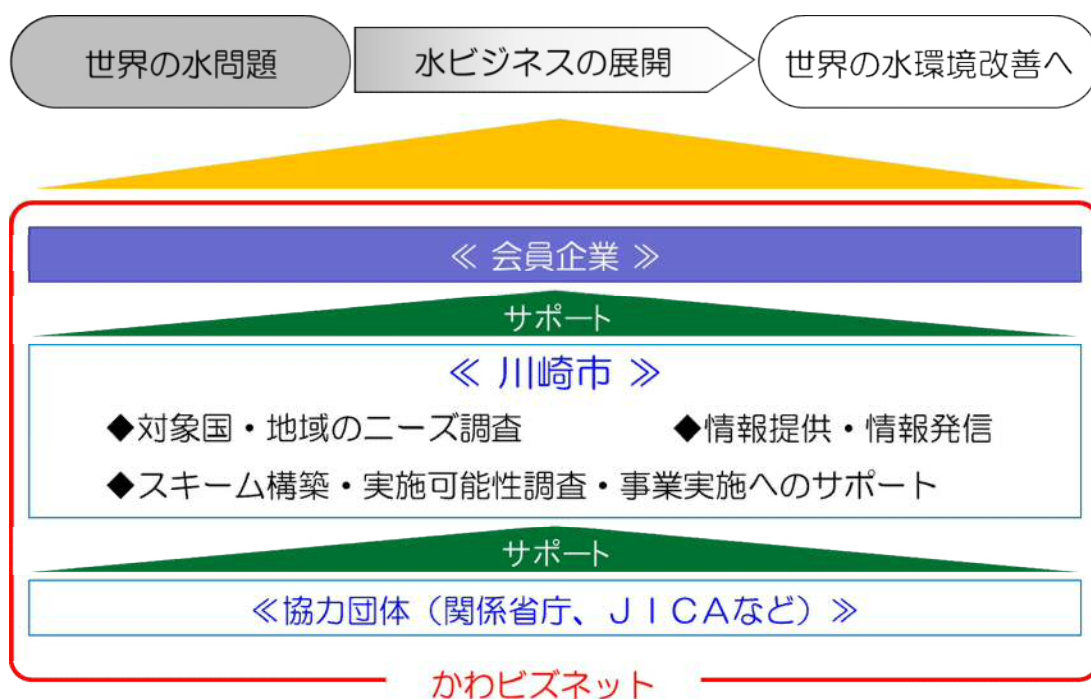 世界の水問題
水ビジネスの展開
世界の水環境改善へ
≪ 会員企業 ≫
サポート
≪ 川崎市 ≫
◆対象国・地域のニーズ調査 ◆情報提供・情報発信
◆スキーム構築・実施可能性調査・事業実施へのサポート
サポート
≪協力団体（関係省庁、ＪＩＣＡなど）≫
かわビズネット